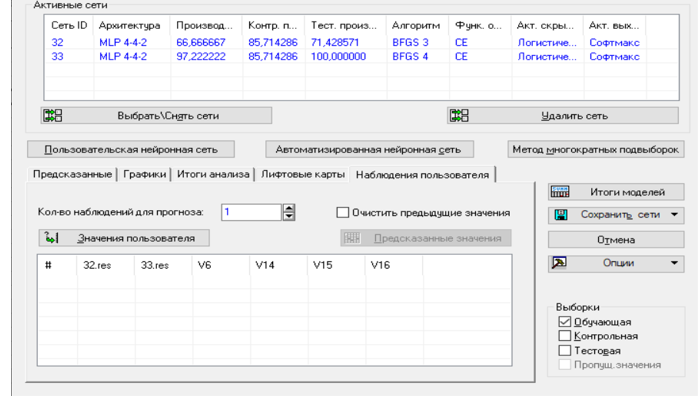 Активные сети
Сеть ID Архитектура Производ... Контр. п... Тест. произ... Алгоритм Функ. о... Акт. скры... Акт. вых...
32 MLP 4-4-2 66,666667 85,714286 71,428571 BFGS 3 CE Логистиче... Софтмакс
33 MLP 4-4-2 97,222222 85,714286 100,000000 BFGS 4 CE Логистиче... Софтмакс
Выбрать\Снять сети Удалить сеть
Пользовательская нейронная сеть Автоматизированная нейронная сеть Метод многократных подвыборок
Предсказанные Графики Итоги анализа Лифтовые карты Наблюдения пользователя
Итоги моделей
Кол-во наблюдений для прогноза: 1 Очистить предыдущие значения
Сохранить сети
Значения пользователя Предсказанные значения
Отмена
# 32.res 33.res V6 V14 V15 V16
Опции
Выборки
Обучающая
Контрольная
Тестовая
Пропущ.значения